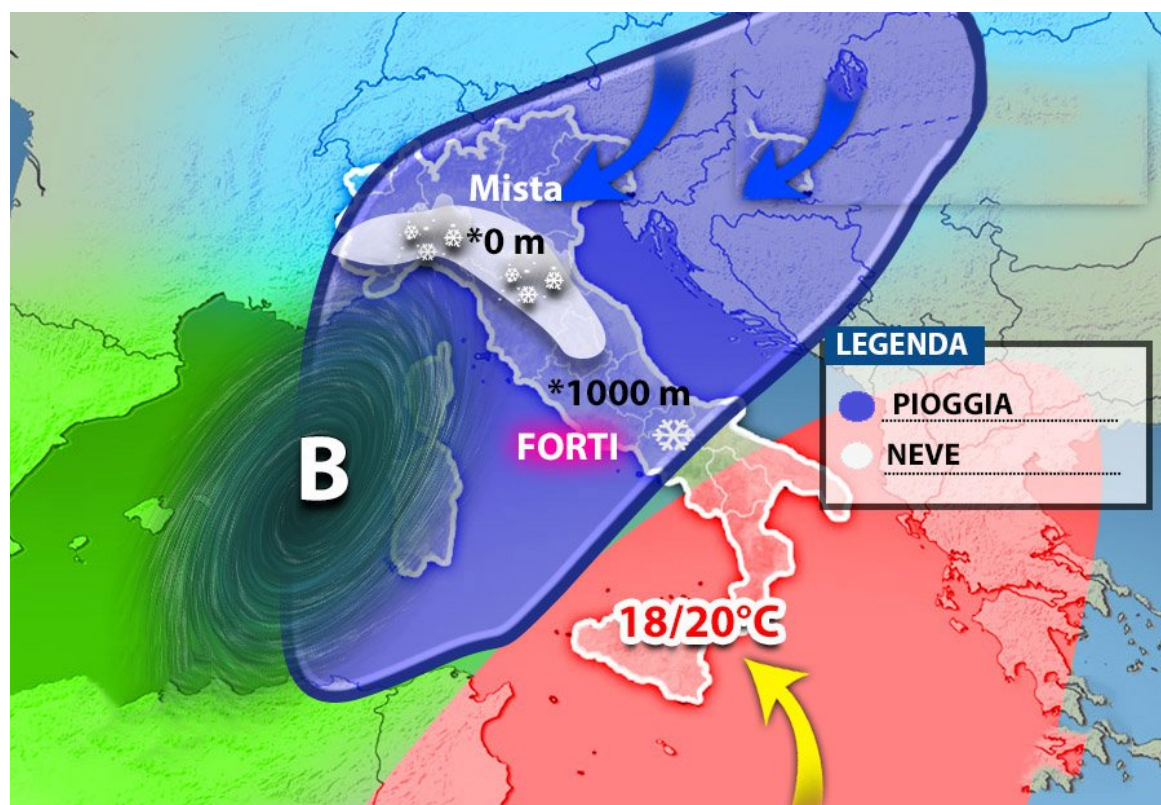 Mista
*0 m
B
*1000 m
FORTI
18/20°C
LEGENDA
PIOGGIA
NEVE